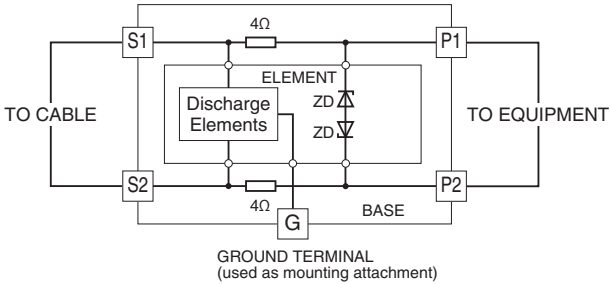 4Ω
S1
P1
ELEMENT
Discharge
Elements
ZD
ZD
TO CABLE
TO EQUIPMENT
S2
P2
4Ω
BASE
G
GROUND TERMINAL
(used as mounting attachment)